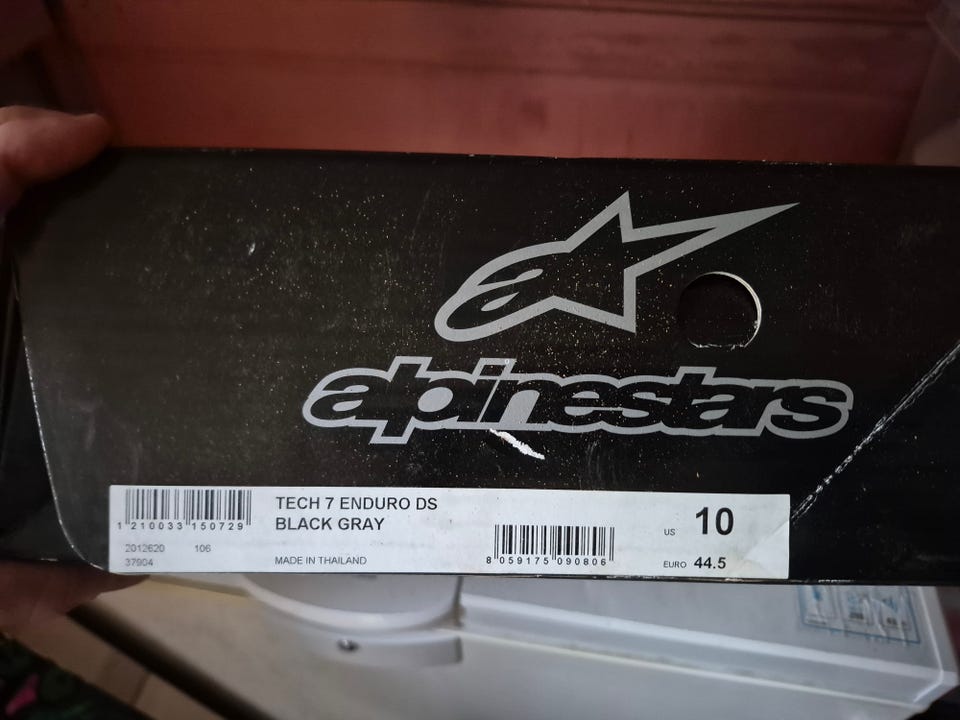 alpinestars
TECH 7 ENDURO DS
BLACK GRAY
1 210033 150729
2012620 106
37904
MADE IN THAILAND
8 059175 090806
US 10
EURO 44.5